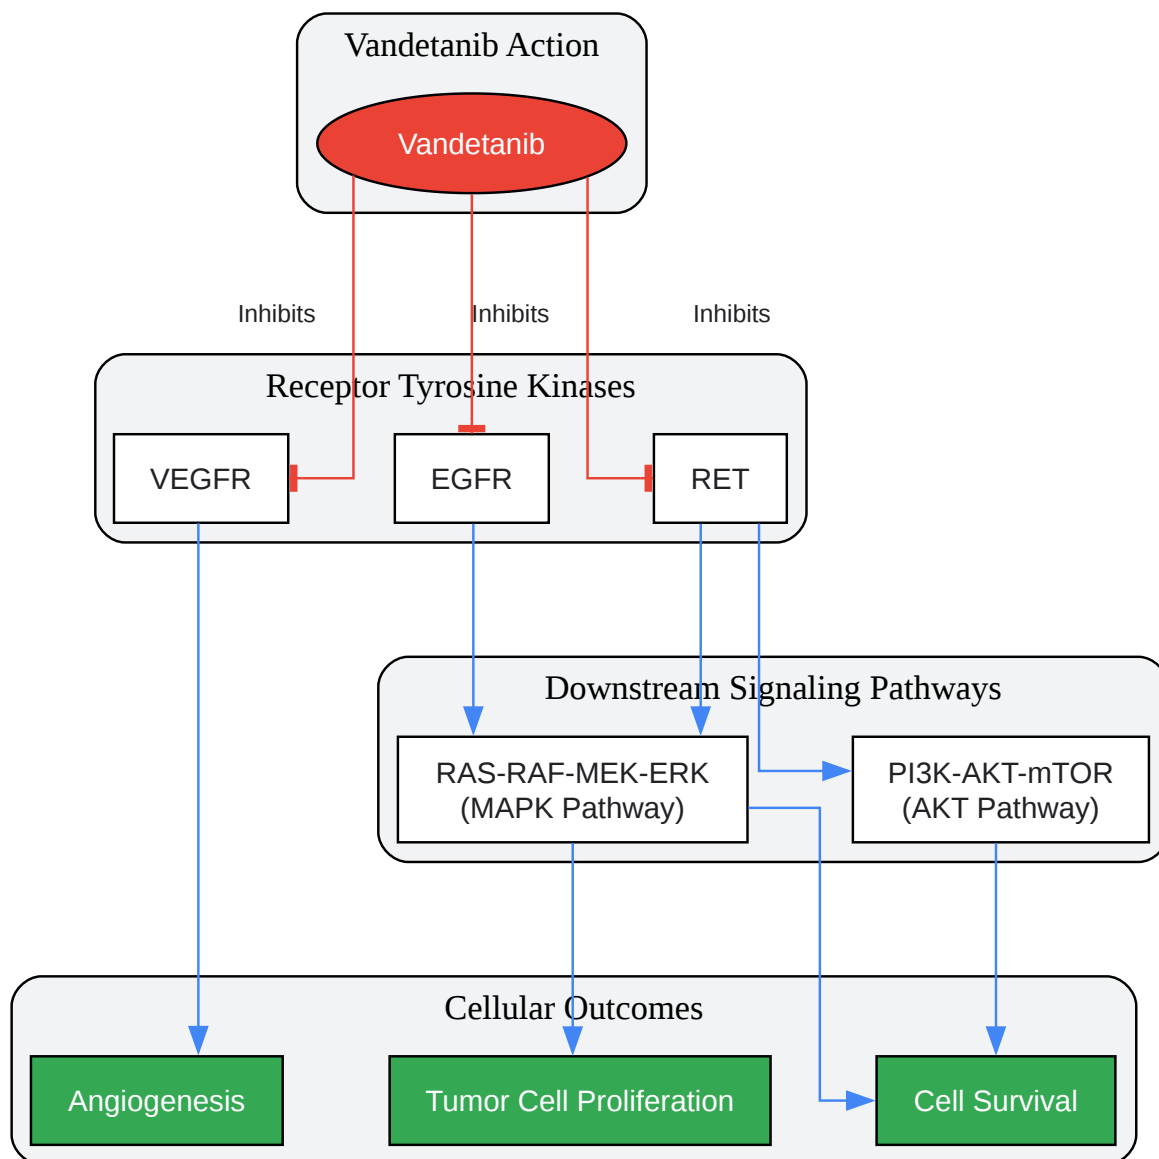 Vandetanib Action
Vandetanib
Inhibits
Inhibits
Inhibits
Receptor Tyrosine Kinases
VEGFR
EGFR
RET
Downstream Signaling Pathways
RAS-RAF-MEK-ERK
(MAPK Pathway)
PI3K-AKT-mTOR
(AKT Pathway)
Cellular Outcomes
Angiogenesis
Tumor Cell Proliferation
Cell Survival